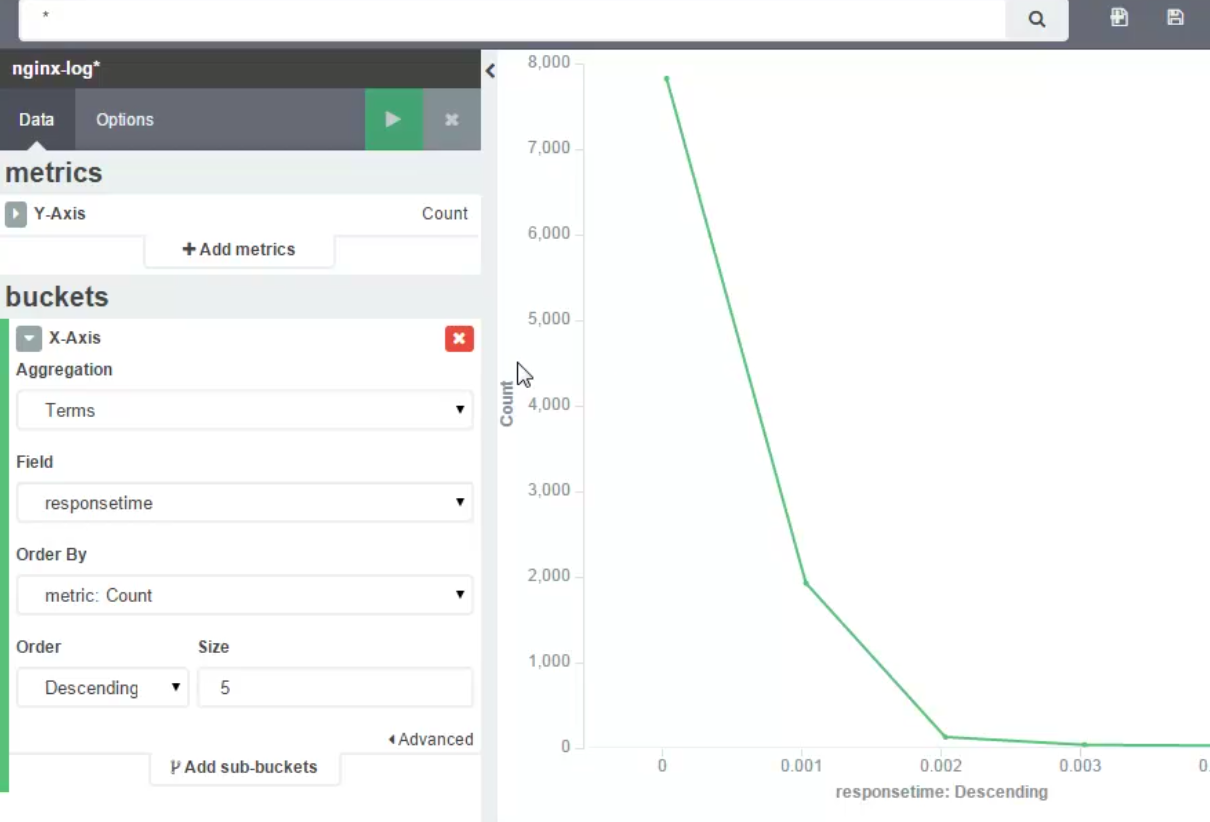 *
nginx-log*
Data Options
metrics
Y-Axis Count
Add metrics
buckets
X-Axis
Aggregation
Terms
Field
responsetime
Order By
metric: Count
Order Size
Descending 5
Advanced
Add sub-buckets
8,000
7,000
6,000
5,000
4,000
3,000
2,000
1,000
0
Count
0 0.001 0.002 0.003
responsetime: Descending